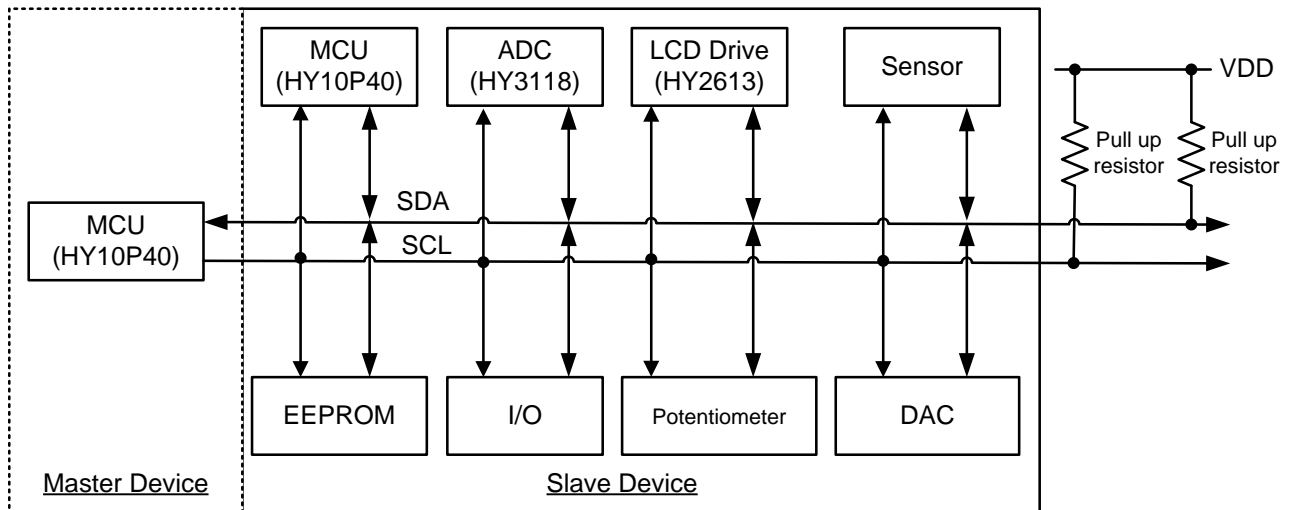 MCU
(HY10P40)
ADC
(HY3118)
LCD Drive
(HY2613)
Sensor
VDD
Pull up
resistor
Pull up
resistor
SDA
MCU
(HY10P40)
SCL
EEPROM
I/O
Potentiometer
DAC
Master Device
Slave Device